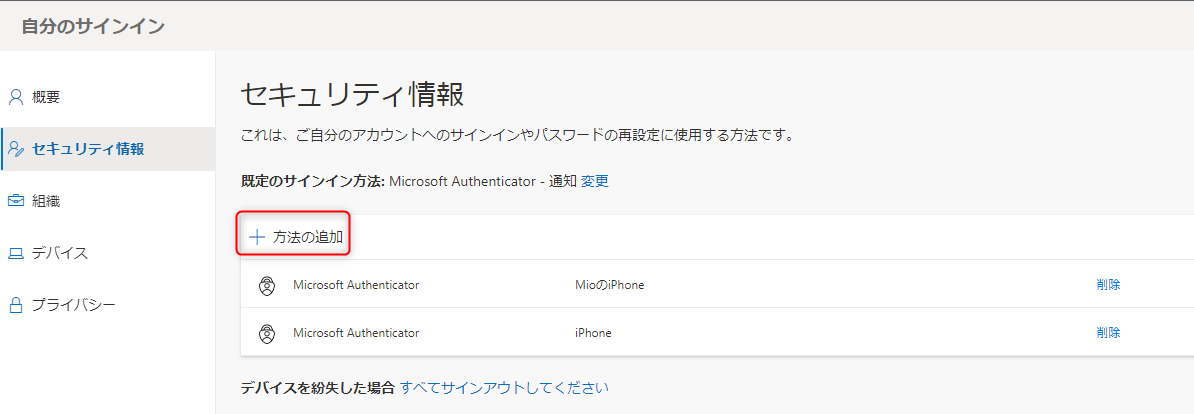 自分のサインイン
概要
セキュリティ情報
組織
デバイス
プライバシー
セキュリティ情報
これは、ご自分のアカウントへのサインインやパスワードの再設定に使用する方法です。
既定のサインイン方法: Microsoft Authenticator - 通知 変更
方法の追加
Microsoft Authenticator MioのiPhone 削除
Microsoft Authenticator iPhone 削除
デバイスを紛失した場合 すべてサインアウトしてください